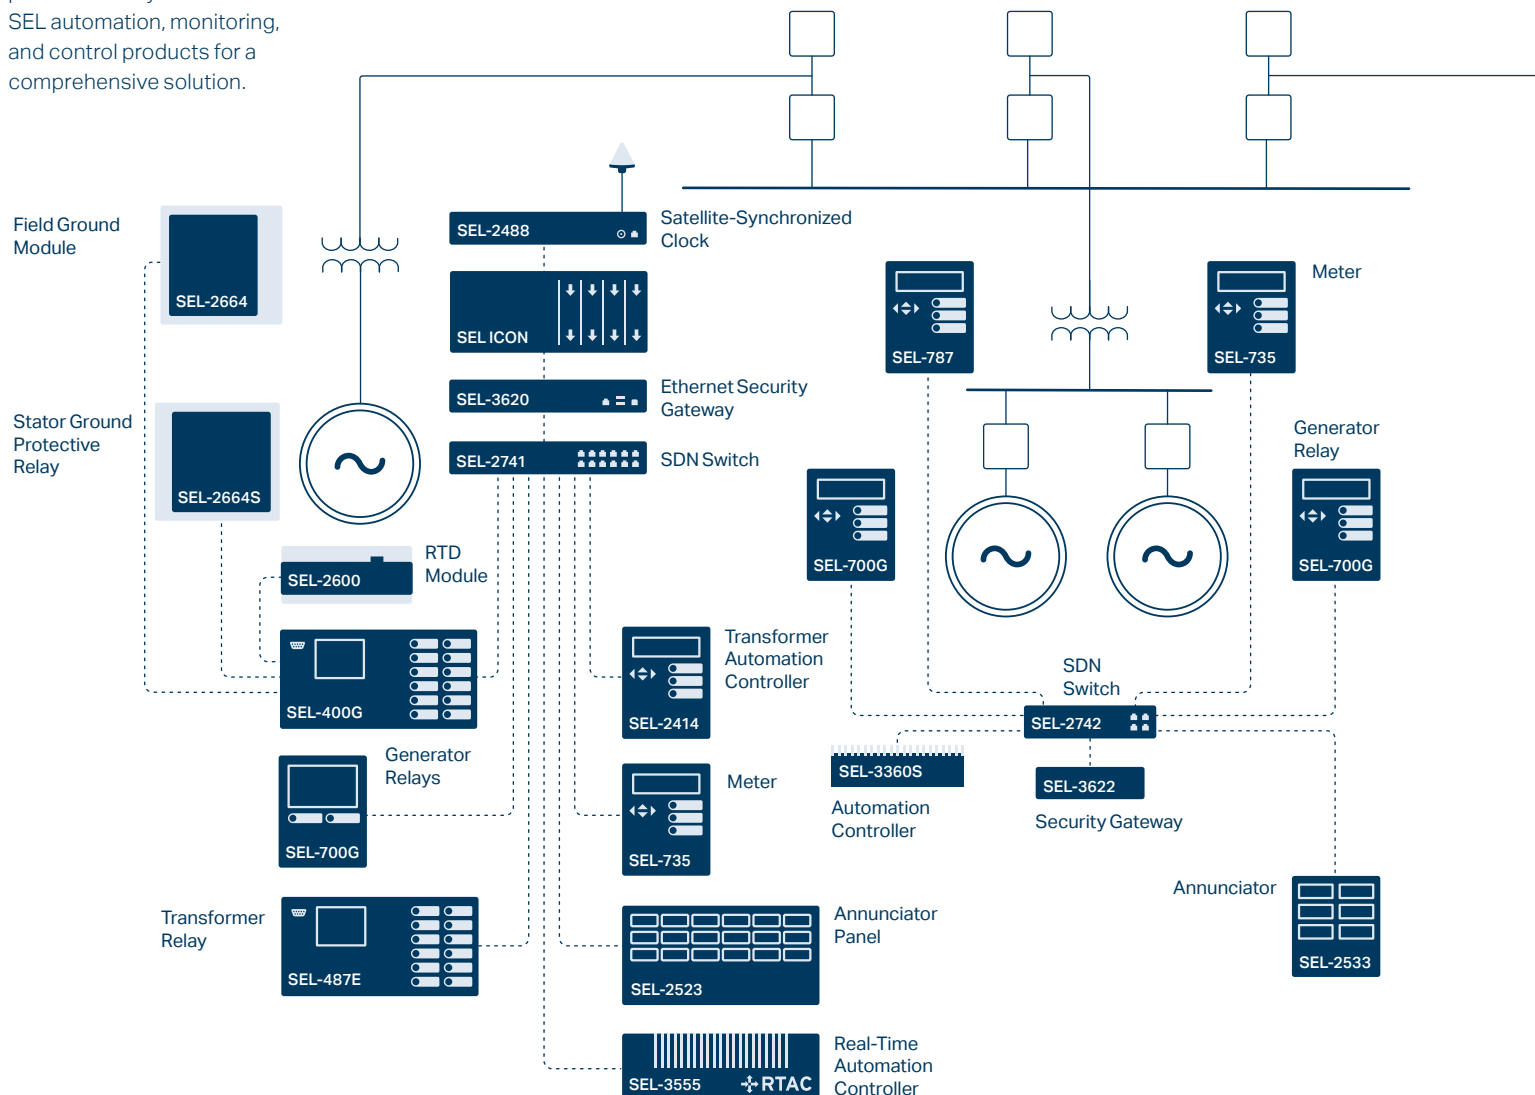 SEL automation, monitoring,
and control products for a
comprehensive solution.
Field Ground
Module
SEL-2664
SEL-2488
Satellite-Synchronized
Clock
SEL ICON
SEL-3620
Ethernet Security
Gateway
SEL-2741
SDN Switch
Stator Ground
Protective
Relay
SEL-2664S
RTD
Module
SEL-2600
SEL-400G
Generator
Relays
SEL-700G
Transformer
Relay
SEL-487E
Transformer
Automation
Controller
SEL-2414
Meter
SEL-735
Annunciator
Panel
SEL-2523
Real-Time
Automation
Controller
SEL-3555
RTAC
SEL-787
Meter
SEL-735
SEL-700G
Generator
Relay
SEL-700G
SDN
Switch
SEL-2742
SEL-3360S
Automation
Controller
SEL-3622
Security Gateway
Annunciator
SEL-2533